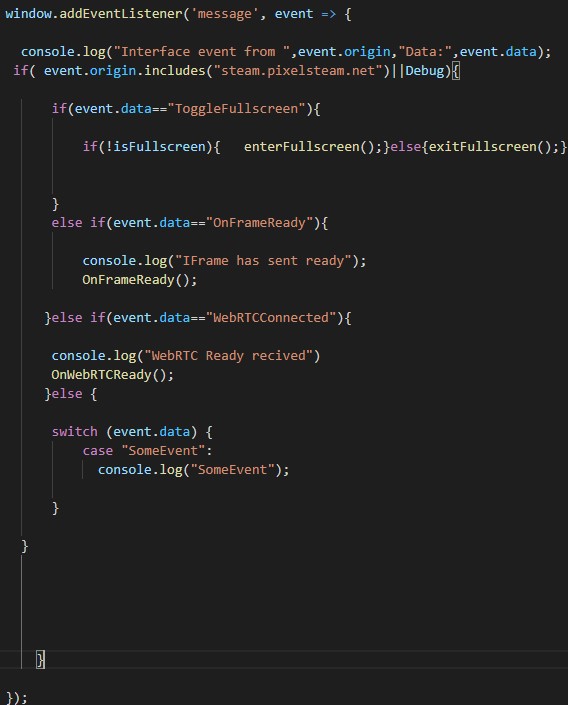 window.addEventListener('message', event => {
console.log("Interface event from ",event.origin,"Data:",event.data);
if( event.origin.includes("steam.pixelsteam.net")||Debug){
if(event.data=="ToggleFullscreen"){
if(!isFullscreen){   enterFullscreen();}else{exitFullscreen();}
}
else if(event.data=="OnFrameReady"){
console.log("IFrame has sent ready");
OnFrameReady();
}else if(event.data=="WebRTCConnected"){
console.log("WebRTC Ready recived")
OnWebRTCReady();
}else {
switch (event.data) {
case "SomeEvent":
console.log("SomeEvent");
}
}
}
});